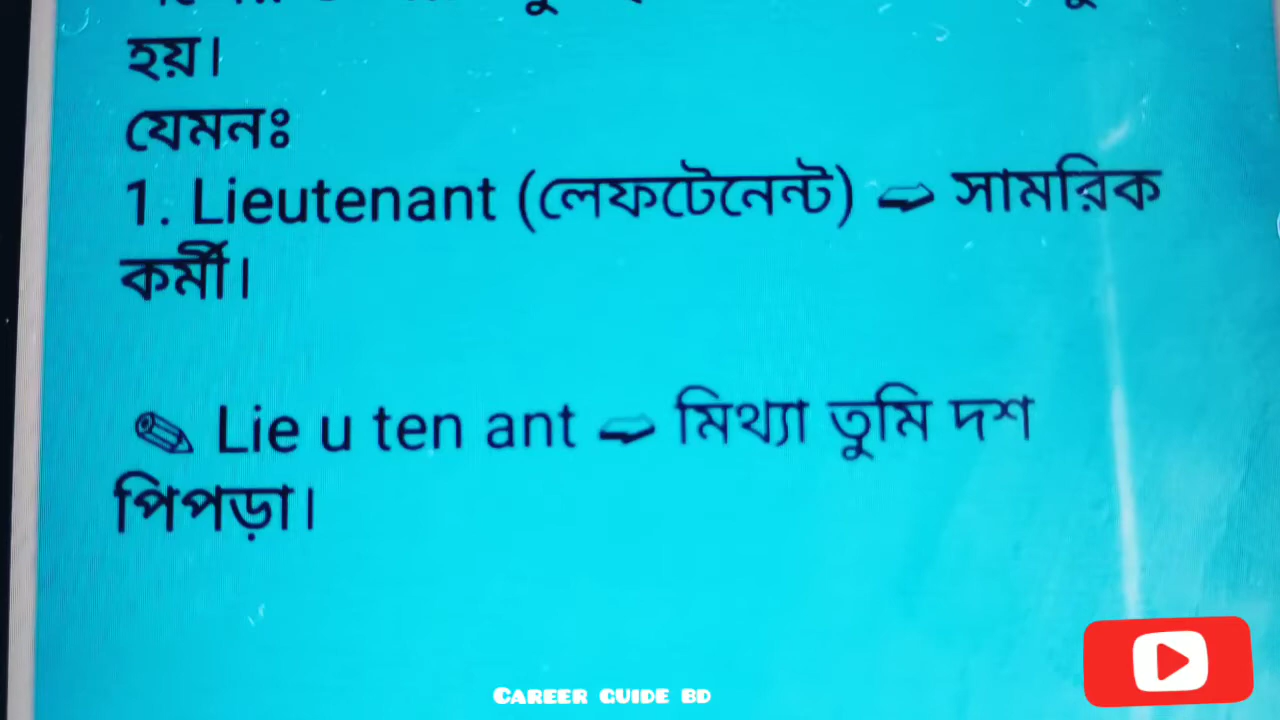 হয়।
যেমনঃ
1. Lieutenant (লেফটেনেন্ট) ➫ সামরিক
কর্মী।
✎ Lie u ten ant ➫ মিথ্যা তুমি দশ
পিপড়া।
CAREER GUIDE BD